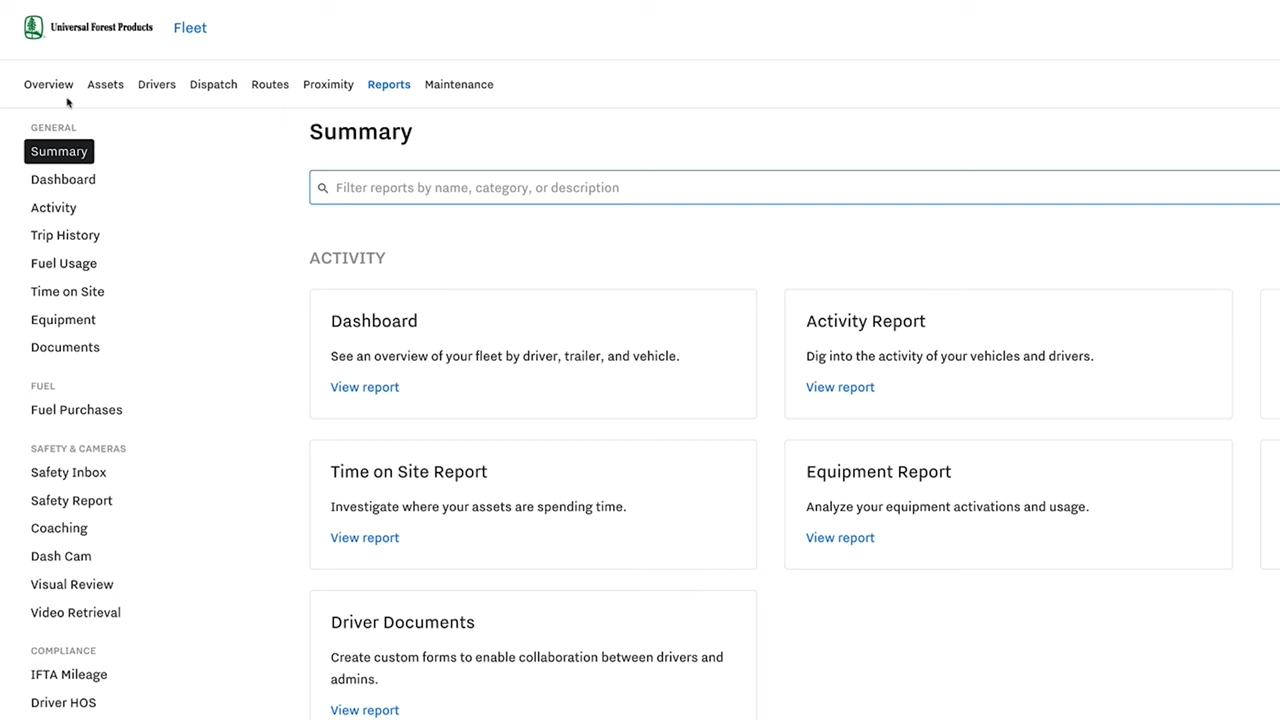 Universal Forest Products Fleet
Overview Assets Drivers Dispatch Routes Proximity Reports Maintenance
GENERAL
Summary
Dashboard
Activity
Trip History
Fuel Usage
Time on Site
Equipment
Documents
FUEL
Fuel Purchases
SAFETY & CAMERAS
Safety Inbox
Safety Report
Coaching
Dash Cam
Visual Review
Video Retrieval
COMPLIANCE
IFTA Mileage
Driver HOS
Summary
Filter reports by name, category, or description
ACTIVITY
Dashboard
See an overview of your fleet by driver, trailer, and vehicle.
View report
Activity Report
Dig into the activity of your vehicles and drivers.
View report
Time on Site Report
Investigate where your assets are spending time.
View report
Equipment Report
Analyze your equipment activations and usage.
View report
Driver Documents
Create custom forms to enable collaboration between drivers and
admins.
View report